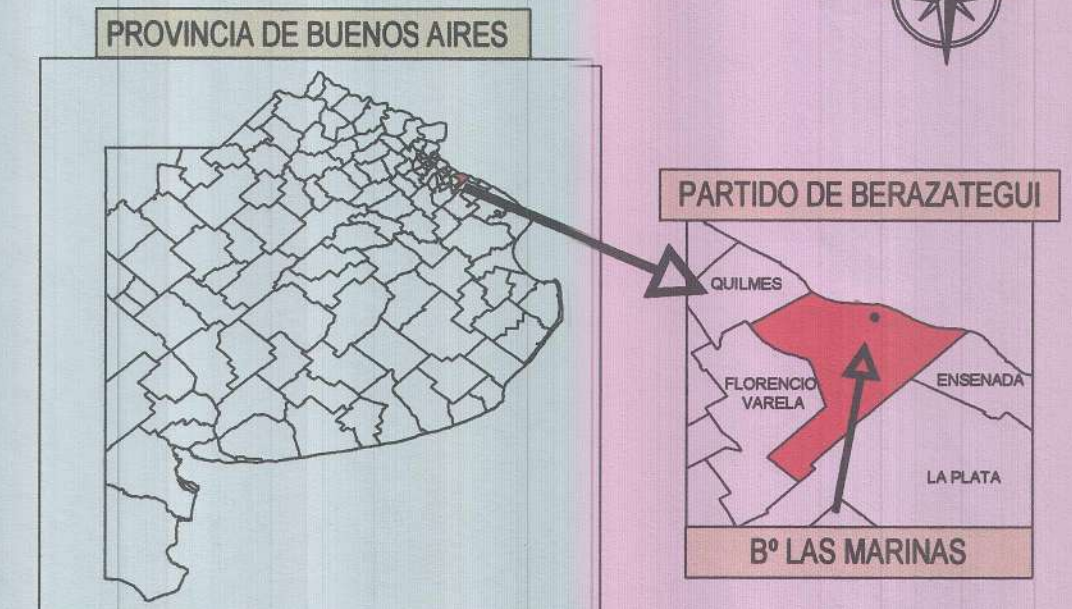 PROVINCIA DE BUENOS AIRES
PARTIDO DE BERAZATEGUI
QUILMES
FLORENCIO
VARELA
ENSENADA
LA PLATA
Bº LAS MARINAS